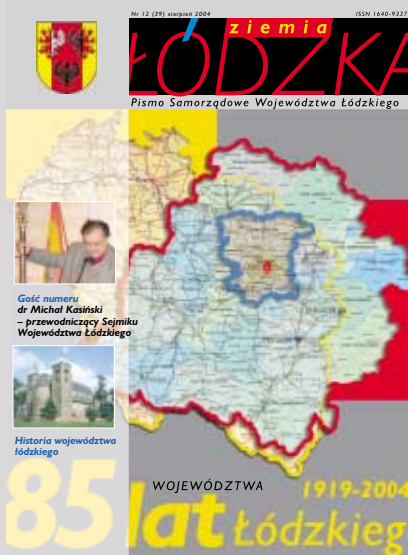 Nr 12 (39) sierpień 2004
ISSN 1640-9337
ziemia
ŁÓDZKA
Pismo Samorządowe Województwa Łódzkiego
Gość numeru
dr Michał Kasiński
– przewodniczący Sejmiku
Województwa Łódzkiego
Historia województwa
łódzkiego
WOJEWÓDZTWA
1919-2004
85 lat Łódzkieg